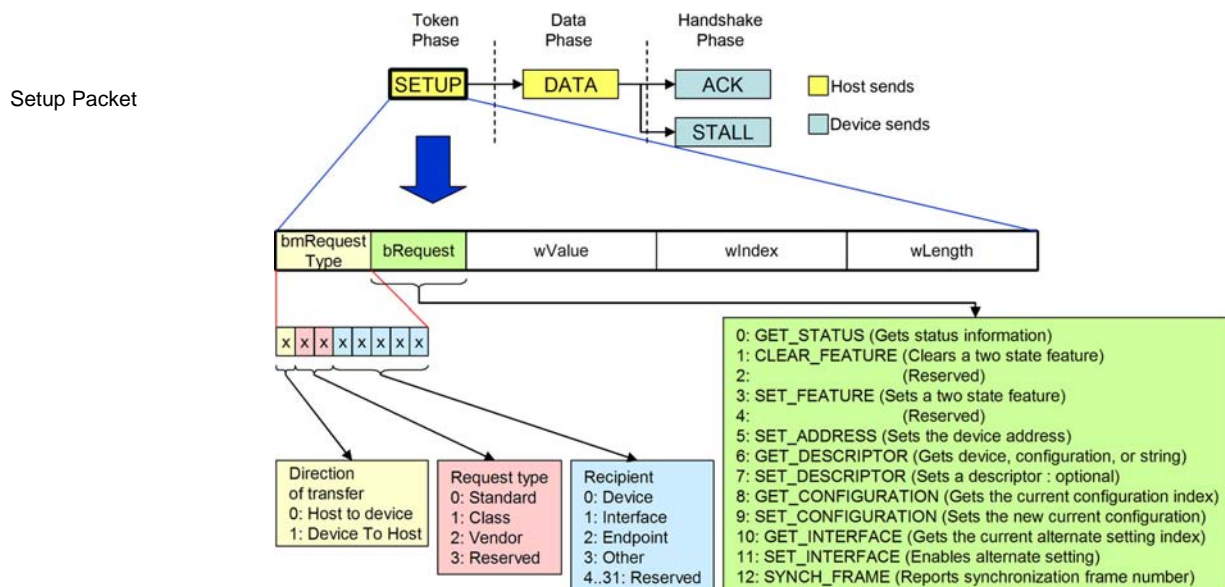 Token
Phase
Data
Phase
Handshake
Phase
Setup Packet
SETUP
DATA
ACK
STALL
Host sends
Device sends
bmRequest
Type
bRequest
wValue
wIndex
wLength
x x x x x x x x
Direction
of transfer
0: Host to device
1: Device To Host
Request type
0: Standard
1: Class
2: Vendor
3: Reserved
Recipient
0: Device
1: Interface
2: Endpoint
3: Other
4..31: Reserved
0: GET_STATUS (Gets status information)
1: CLEAR_FEATURE (Clears a two state feature)
2: (Reserved)
3: SET_FEATURE (Sets a two state feature)
4: (Reserved)
5: SET_ADDRESS (Sets the device address)
6: GET_DESCRIPTOR (Gets device, configuration, or string)
7: SET_DESCRIPTOR (Sets a descriptor : optional)
8: GET_CONFIGURATION (Gets the current configuration index)
9: SET_CONFIGURATION (Sets the new current configuration)
10: GET_INTERFACE (Gets the current alternate setting index)
11: SET_INTERFACE (Enables alternate setting)
12: SYNCH_FRAME (Reports synchronization frame number)